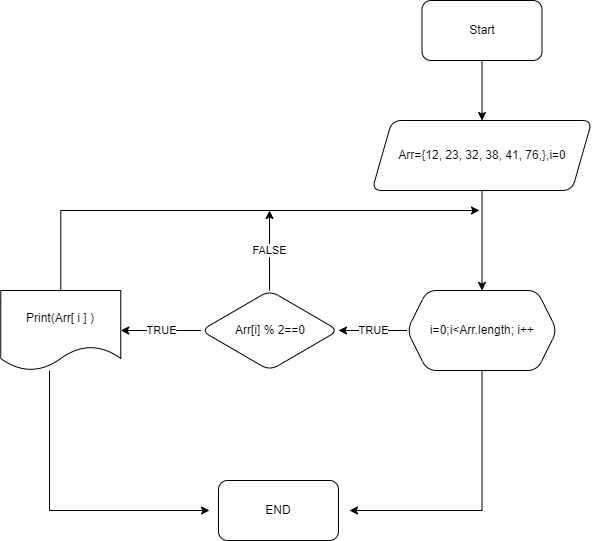 Start
Arr={12, 23, 32, 38, 41, 76,},i=0
FALSE
Print(Arr[ i ] )
TRUE
Arr[i] % 2==0
TRUE
i=0;i<Arr.length; i++
END